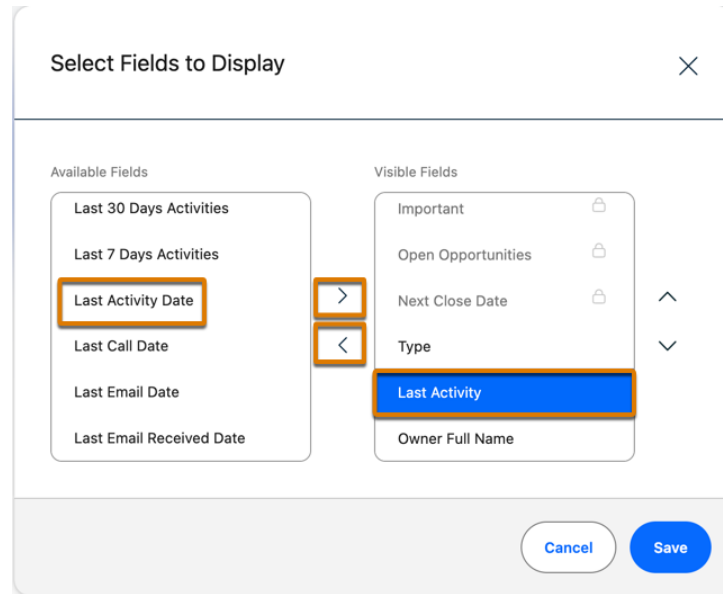 Select Fields to Display
Available Fields
Last 30 Days Activities
Last 7 Days Activities
Last Activity Date
Last Call Date
Last Email Date
Last Email Received Date
Visible Fields
Important
Open Opportunities
Next Close Date
Type
Last Activity
Owner Full Name
Cancel
Save